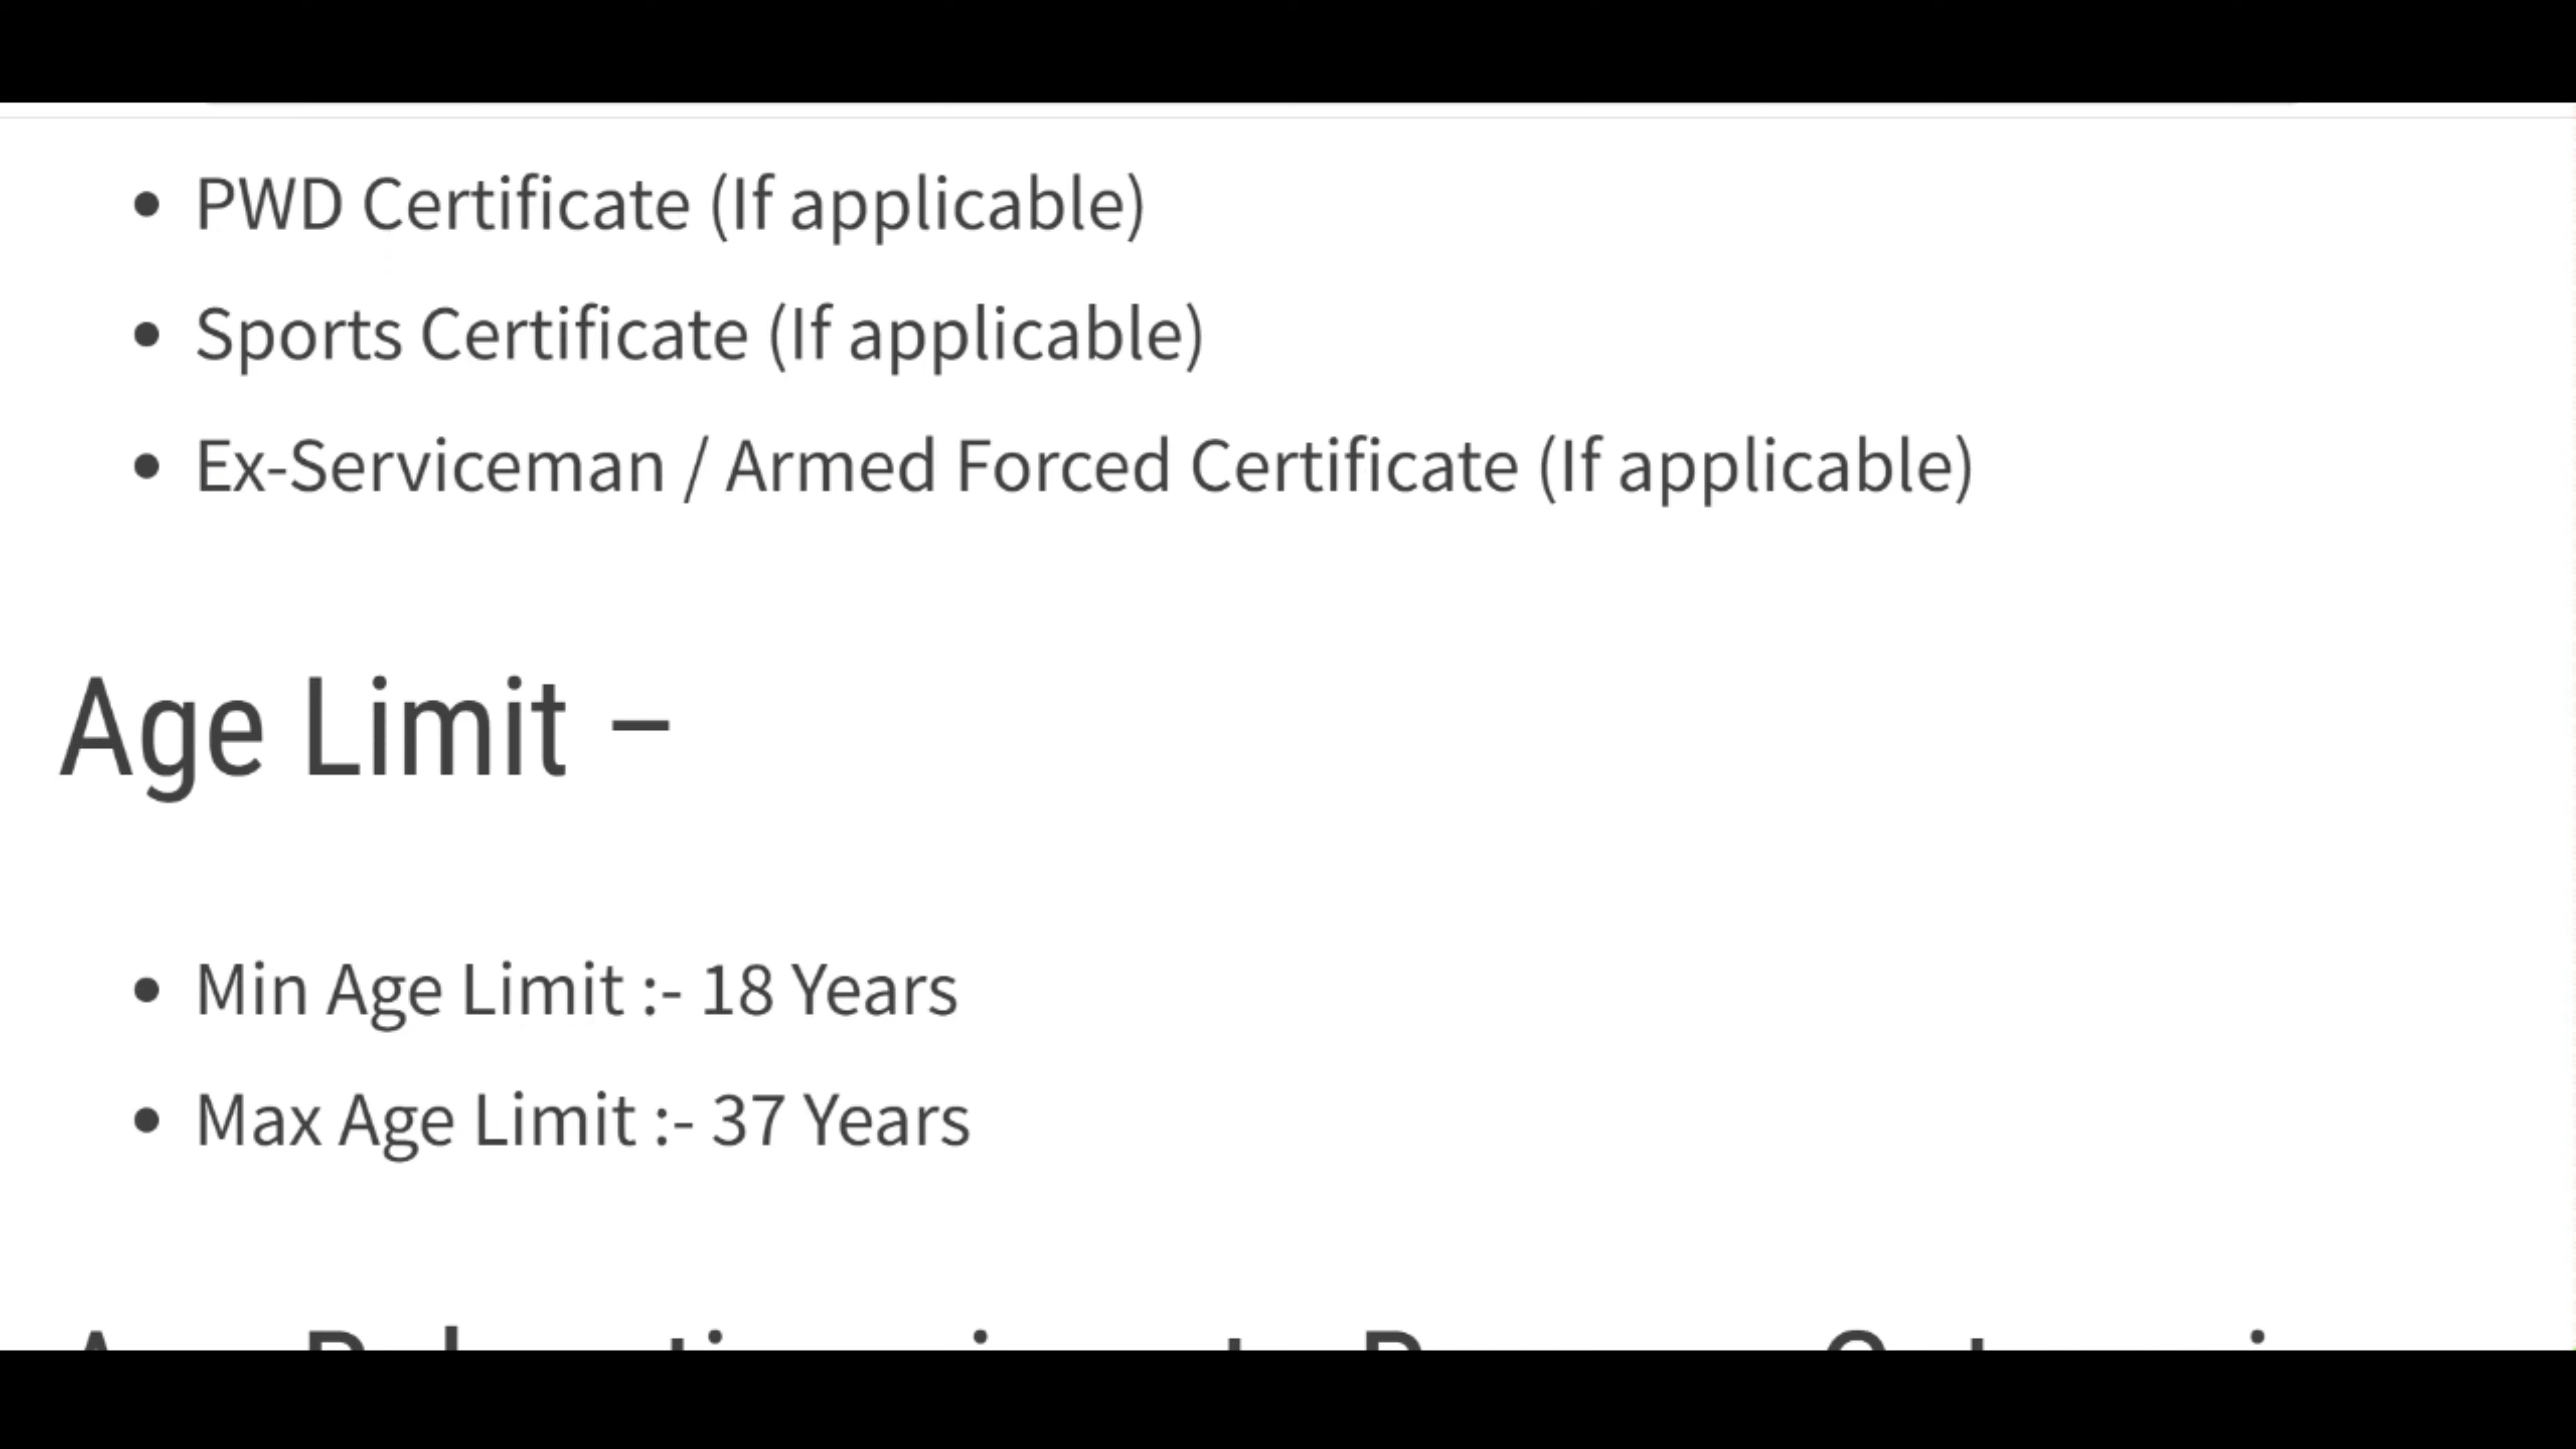 • PWD Certificate (If applicable)
• Sports Certificate (If applicable)
• Ex-Serviceman / Armed Forced Certificate (If applicable)
Age Limit –
• Min Age Limit :- 18 Years
• Max Age Limit :- 37 Years